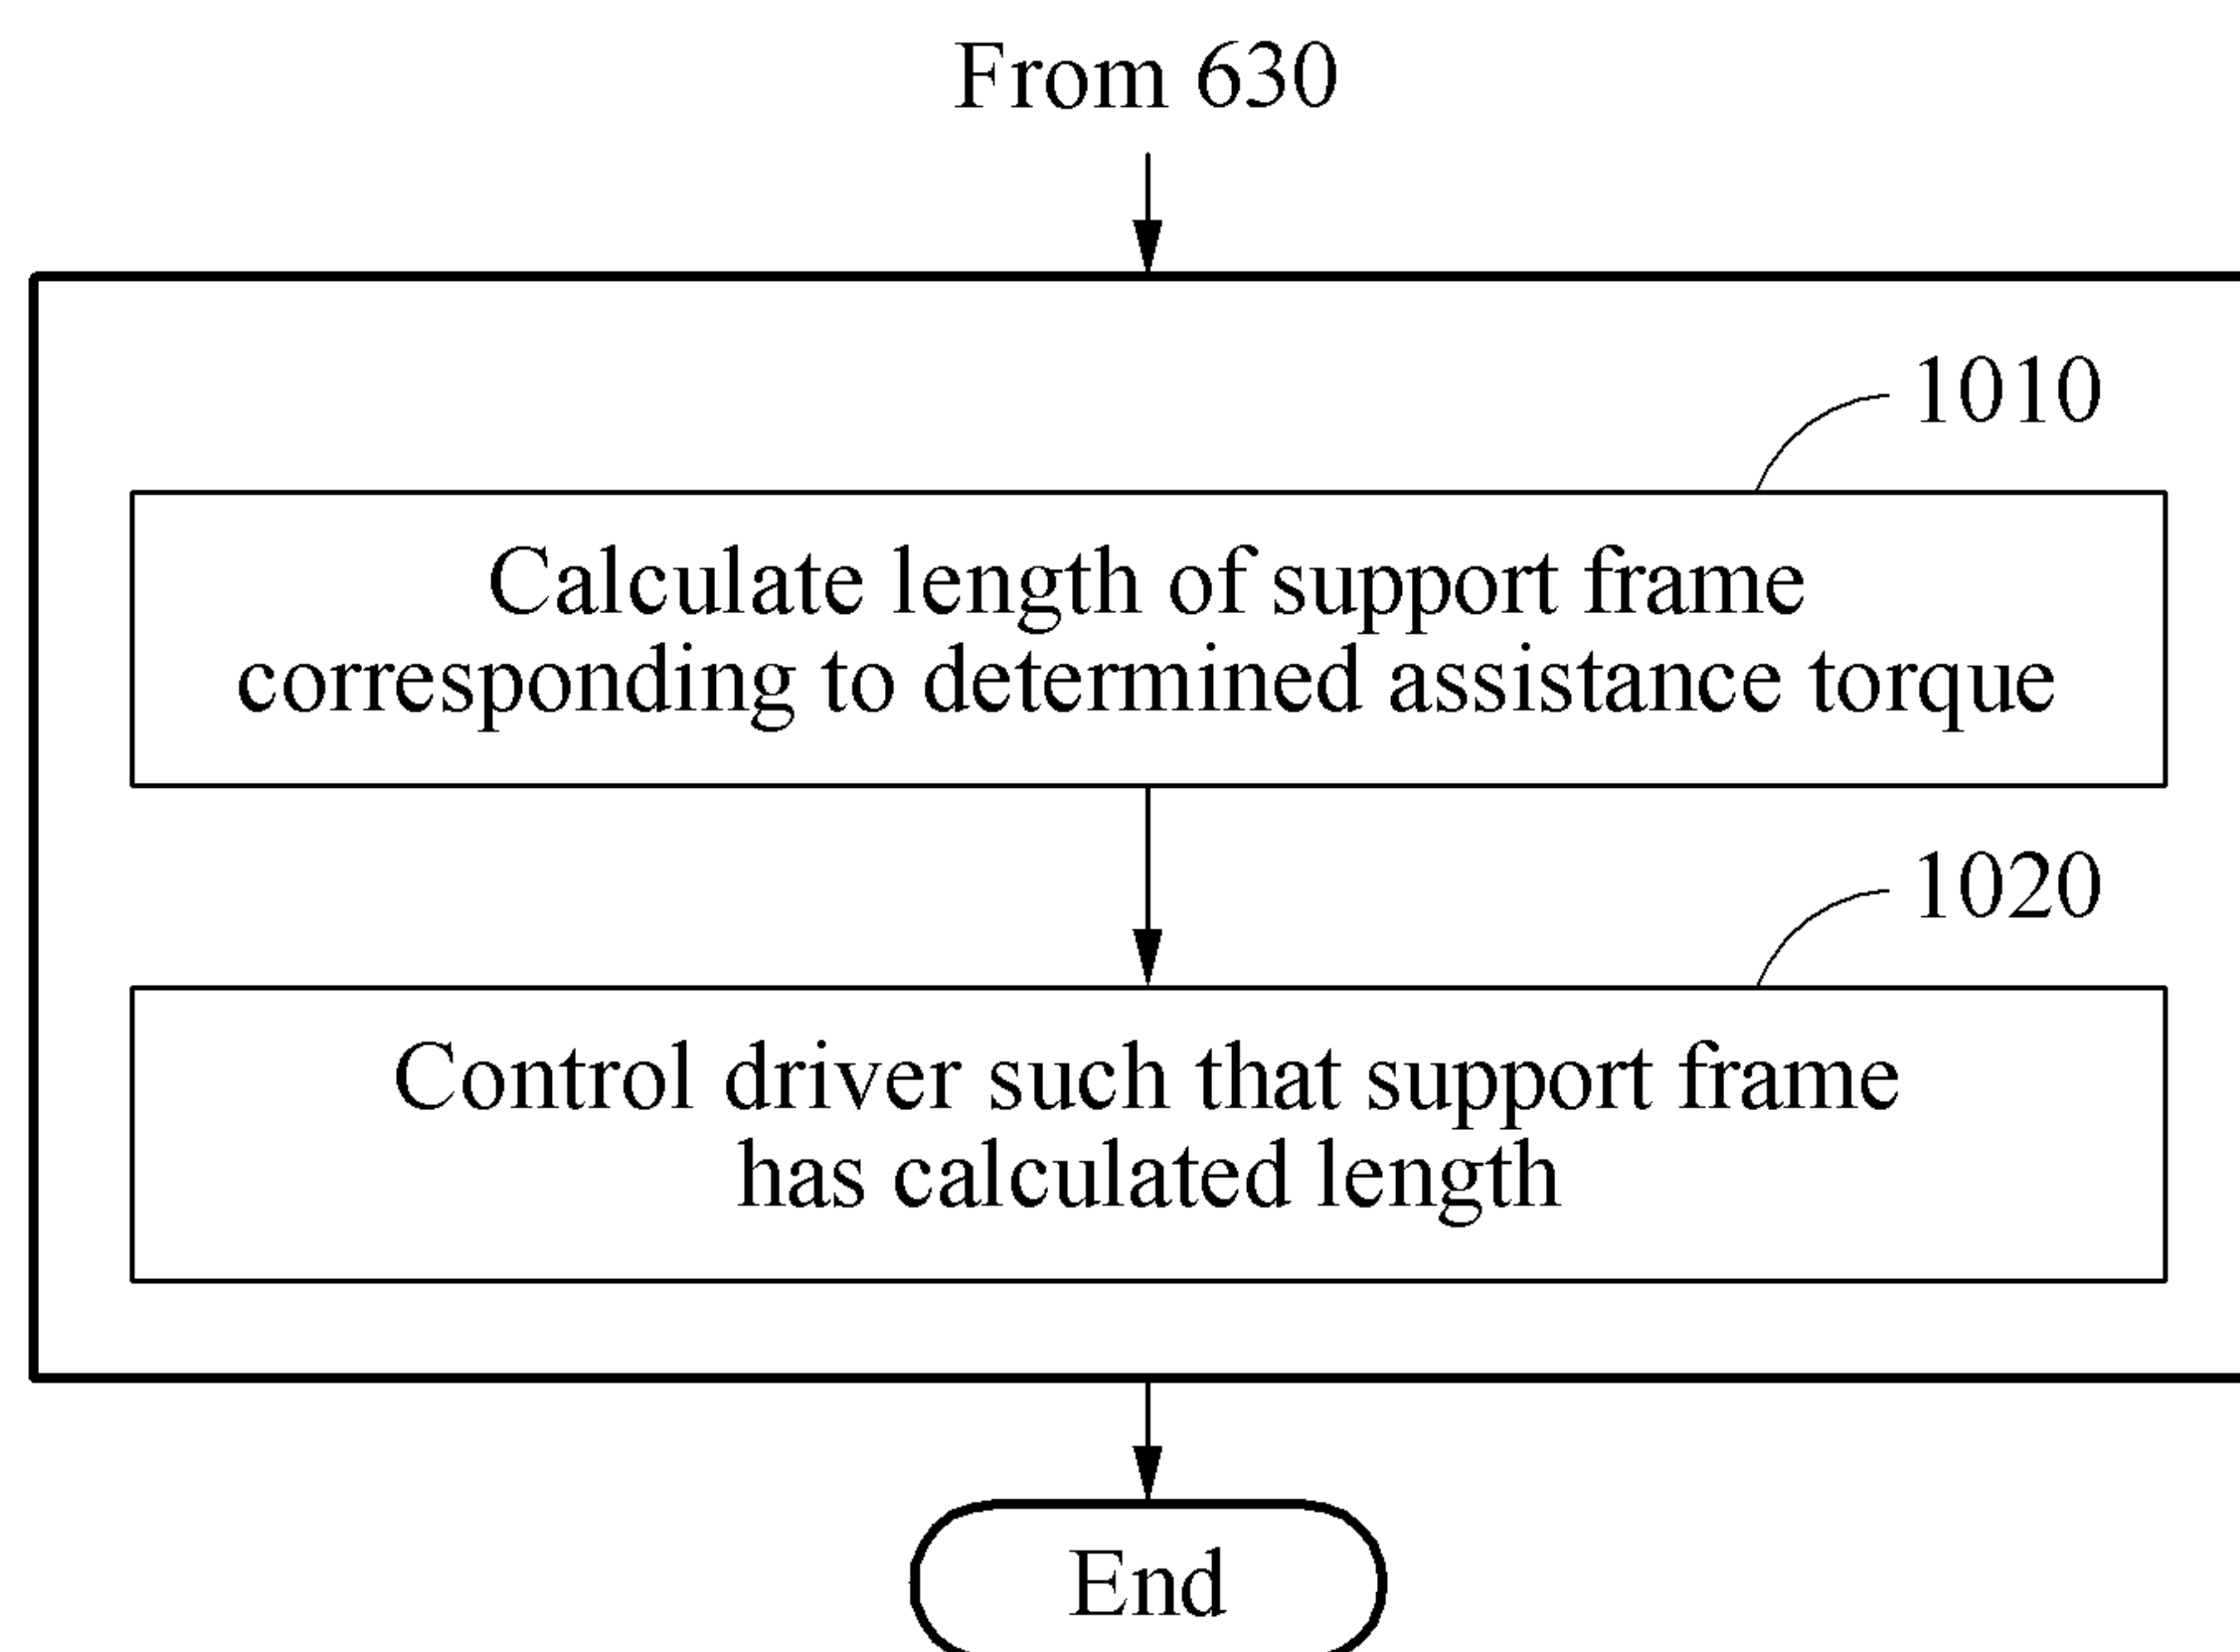 From 630
1010
Calculate length of support frame
corresponding to determined assistance torque
1020
Control driver such that support frame
has calculated length
End